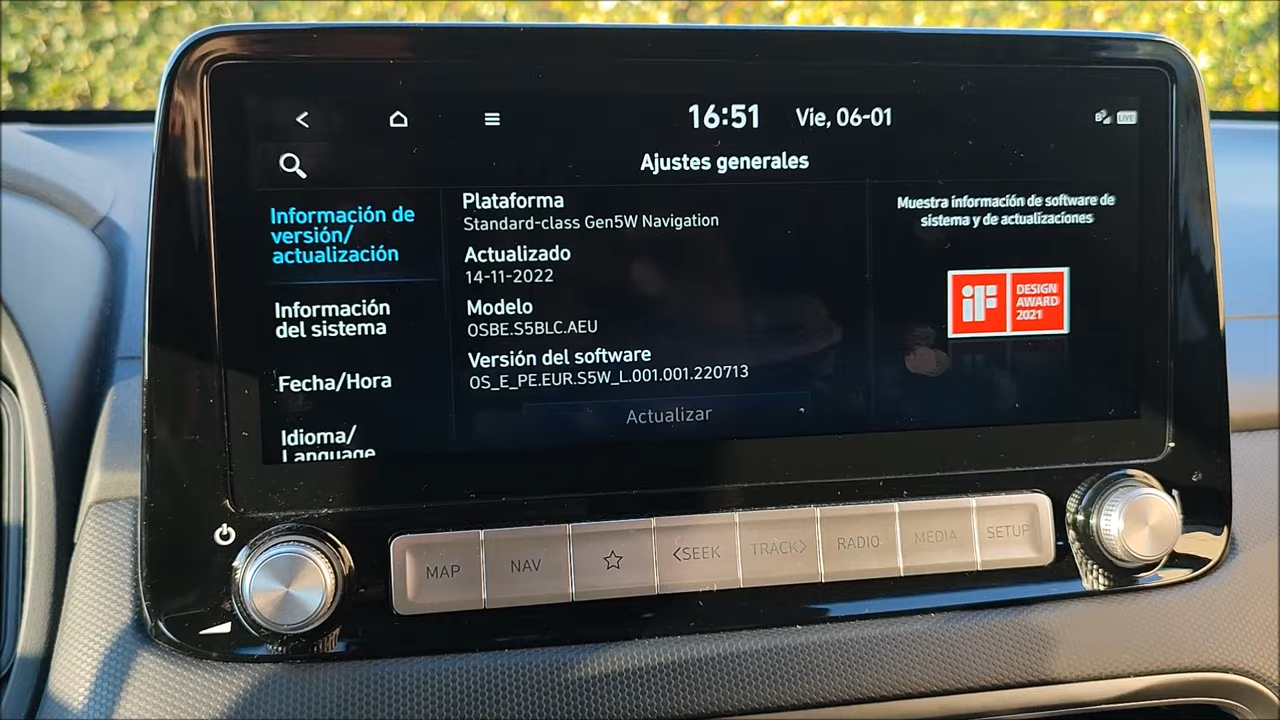 16:51 Vie, 06-01
LIVE
Ajustes generales
Información de
versión/
actualización
Información
del sistema
Fecha/Hora
Idioma/
Language
Plataforma
Standard-class Gen5W Navigation
Actualizado
14-11-2022
Modelo
OSBE.S5BLC.AEU
Versión del software
OS_E_PE.EUR.S5W_L.001.001.220713
Actualizar
Muestra información de software de
sistema y de actualizaciones
iF
DESIGN
AWARD
2021
MAP NAV <SEEK TRACK> RADIO MEDIA SETUP